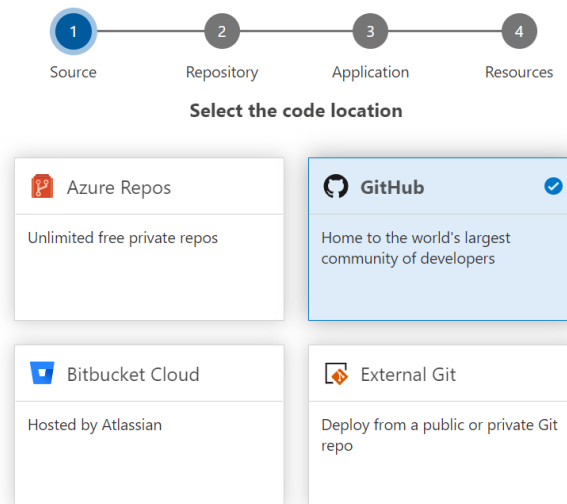 1 2 3 4
Source Repository Application Resources
Select the code location
Azure Repos
Unlimited free private repos
GitHub
Home to the world's largest
community of developers
Bitbucket Cloud
Hosted by Atlassian
External Git
Deploy from a public or private Git
repo